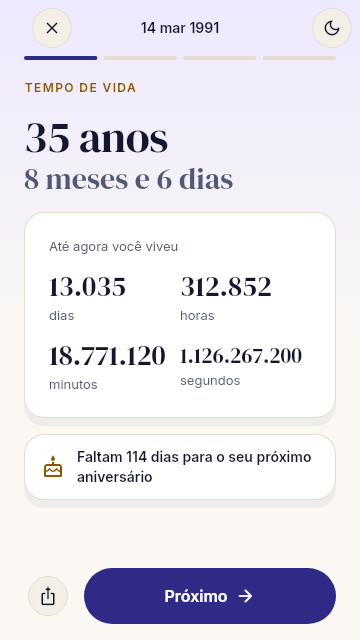 14 mar 1991
TEMPO DE VIDA
35 anos
8 meses e 6 dias
Até agora você viveu
13.035
312.852
dias
horas
18.771.120
1.126.267.200
minutos
segundos
Faltam 114 dias para o seu próximo
aniversário
Próximo